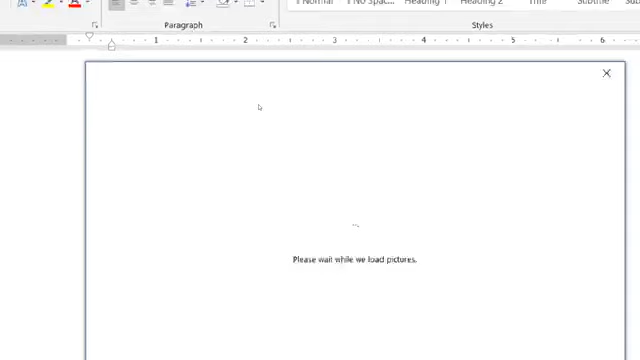 Normal
No Spac...
Heading 1
Heading 2
Title
Subtitle
Paragraph
Styles
1 2 3 4 5 6
Please wait while we load pictures.